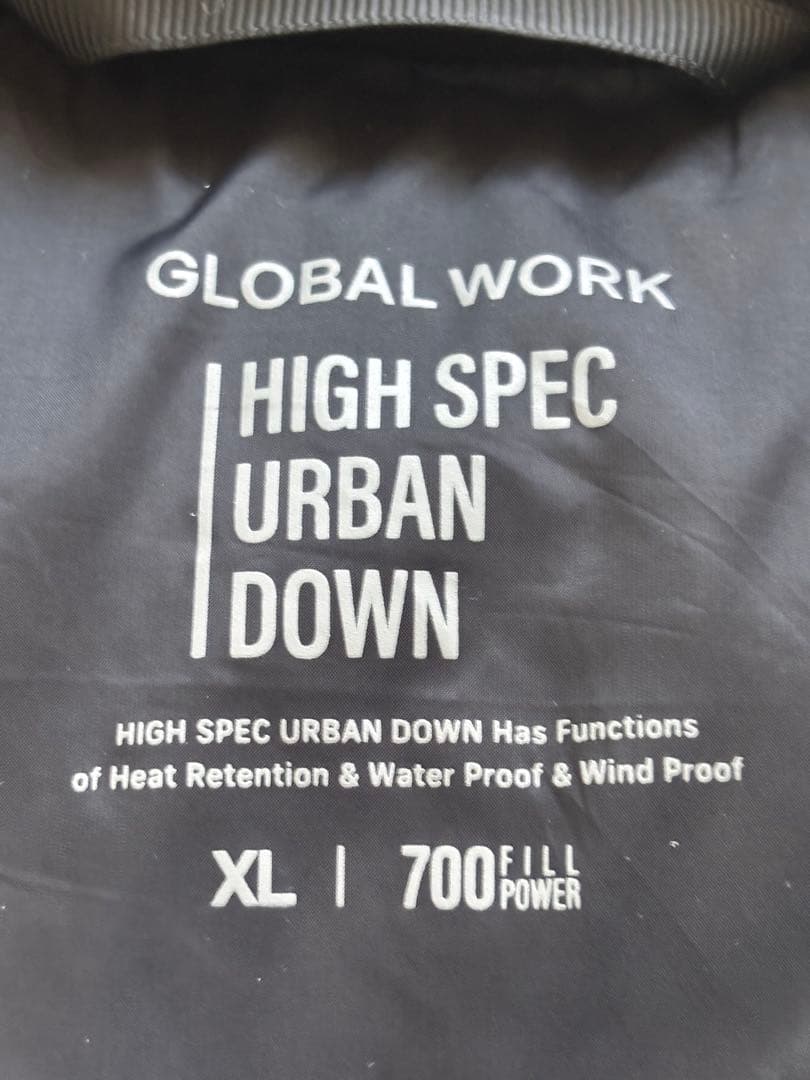 GLOBAL WORK
HIGH SPEC
URBAN
DOWN
HIGH SPEC URBAN DOWN Has Functions
of Heat Retention & Water Proof & Wind Proof
XL | 700 FILL POWER